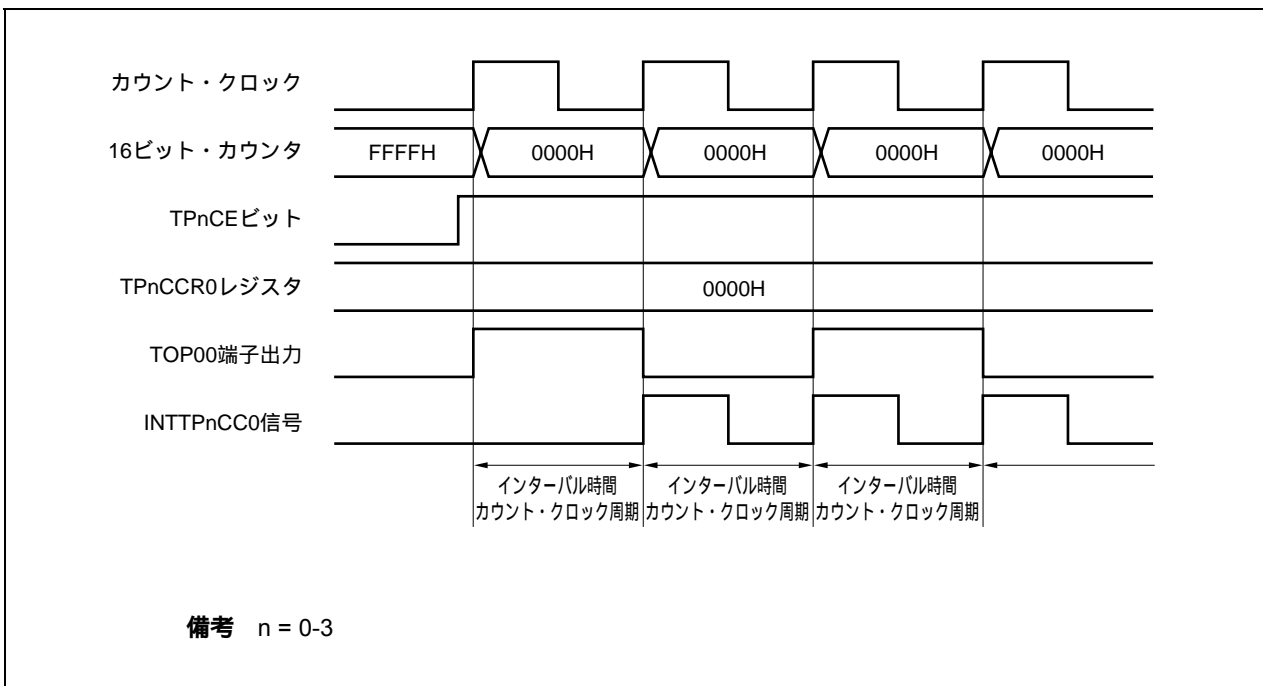 カウント・クロック
16ビット・カウンタ
FFFFH 0000H 0000H 0000H 0000H
TPnCEビット
TPnCCR0レジスタ
0000H
TOP00端子出力
INTTPnCC0信号
インターバル時間 インターバル時間 インターバル時間
カウント・クロック周期 カウント・クロック周期 カウント・クロック周期
備考 n = 0-3